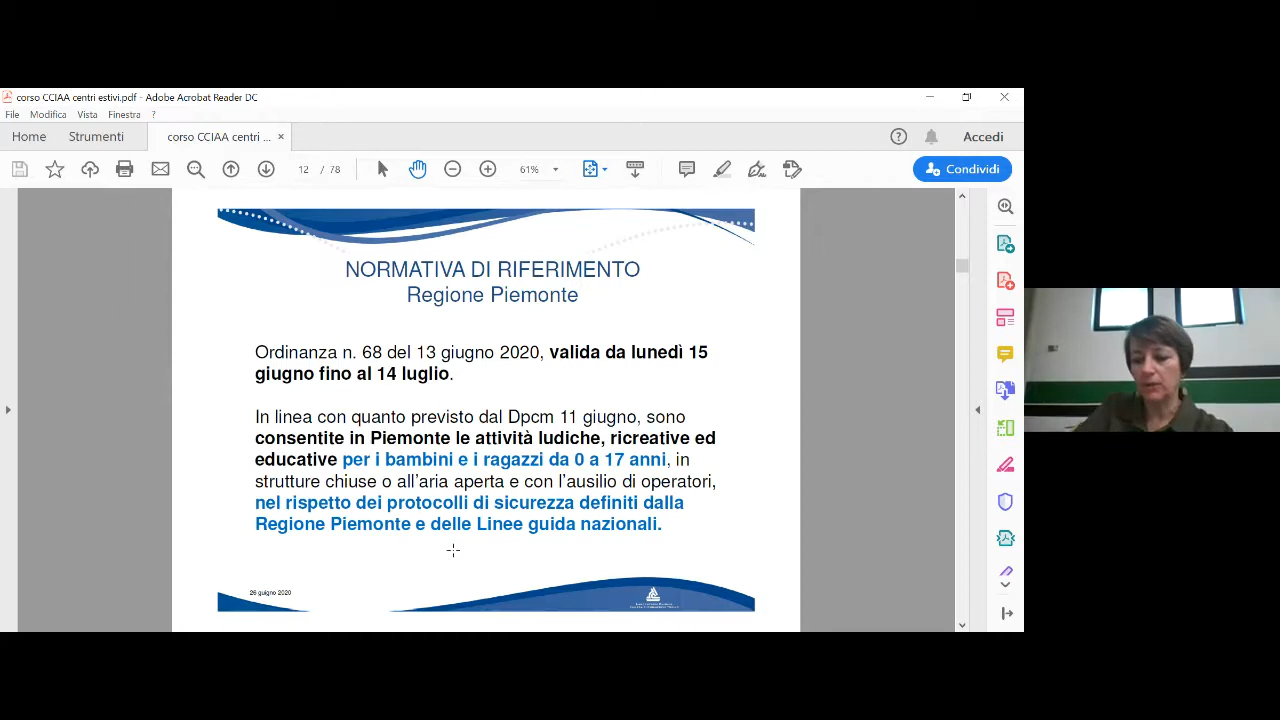 corso CCIAA centri estivi.pdf - Adobe Acrobat Reader DC
File Modifica Vista Finestra ?
Home Strumenti corso CCIAA centri ... × Accedi
12 / 78 61% Condividi
NORMATIVA DI RIFERIMENTO
Regione Piemonte
Ordinanza n. 68 del 13 giugno 2020, valida da lunedì 15
giugno fino al 14 luglio.
In linea con quanto previsto dal Dpcm 11 giugno, sono
consentite in Piemonte le attività ludiche, ricreative ed
educative per i bambini e i ragazzi da 0 a 17 anni, in
strutture chiuse o all'aria aperta e con l'ausilio di operatori,
nel rispetto dei protocolli di sicurezza definiti dalla
Regione Piemonte e delle Linee guida nazionali.
26 guigno 2020